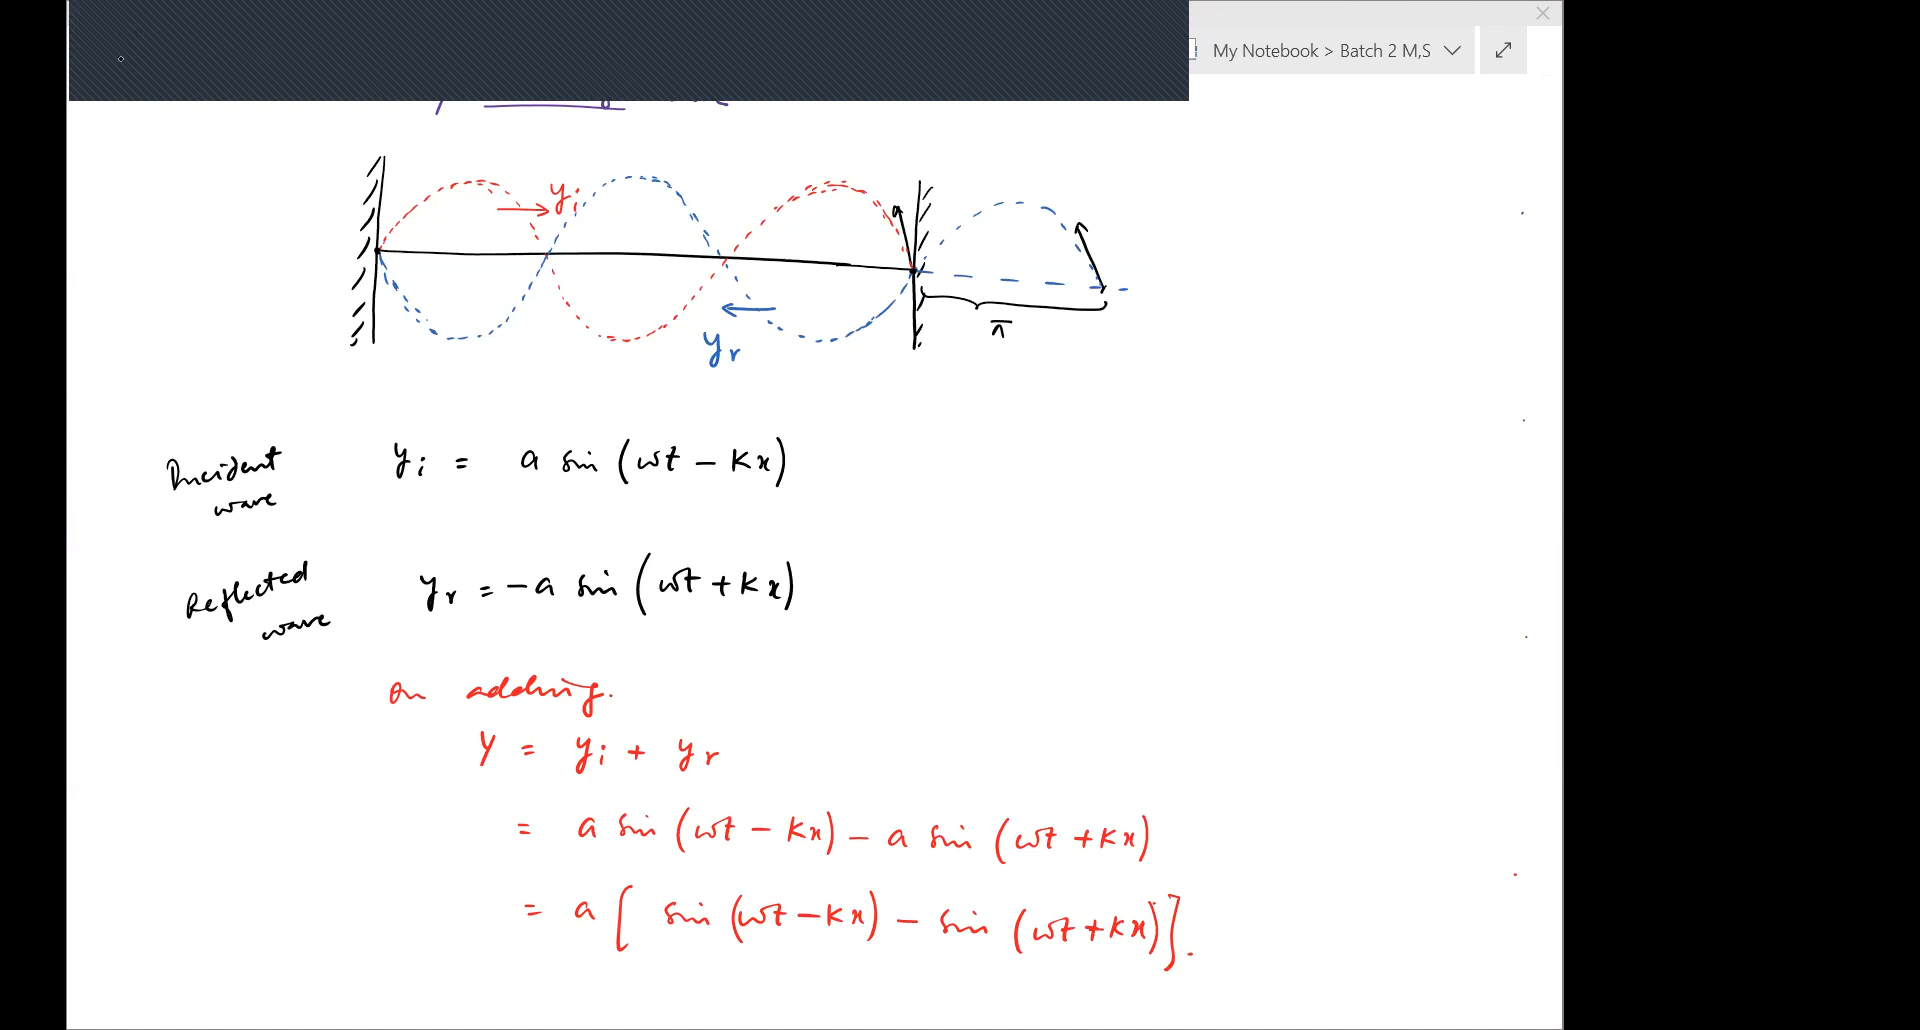 My Notebook > Batch 2 M,S
yi
yr
π
Incident wave
yi = a sin (ωt − kx)
Reflected wave
yr = −a sin (ωt + kx)
On adding.
Y = yi + yr
= a sin (ωt − kx) − a sin (ωt + kx)
= a [ sin (ωt − kx) − sin (ωt + kx) ].